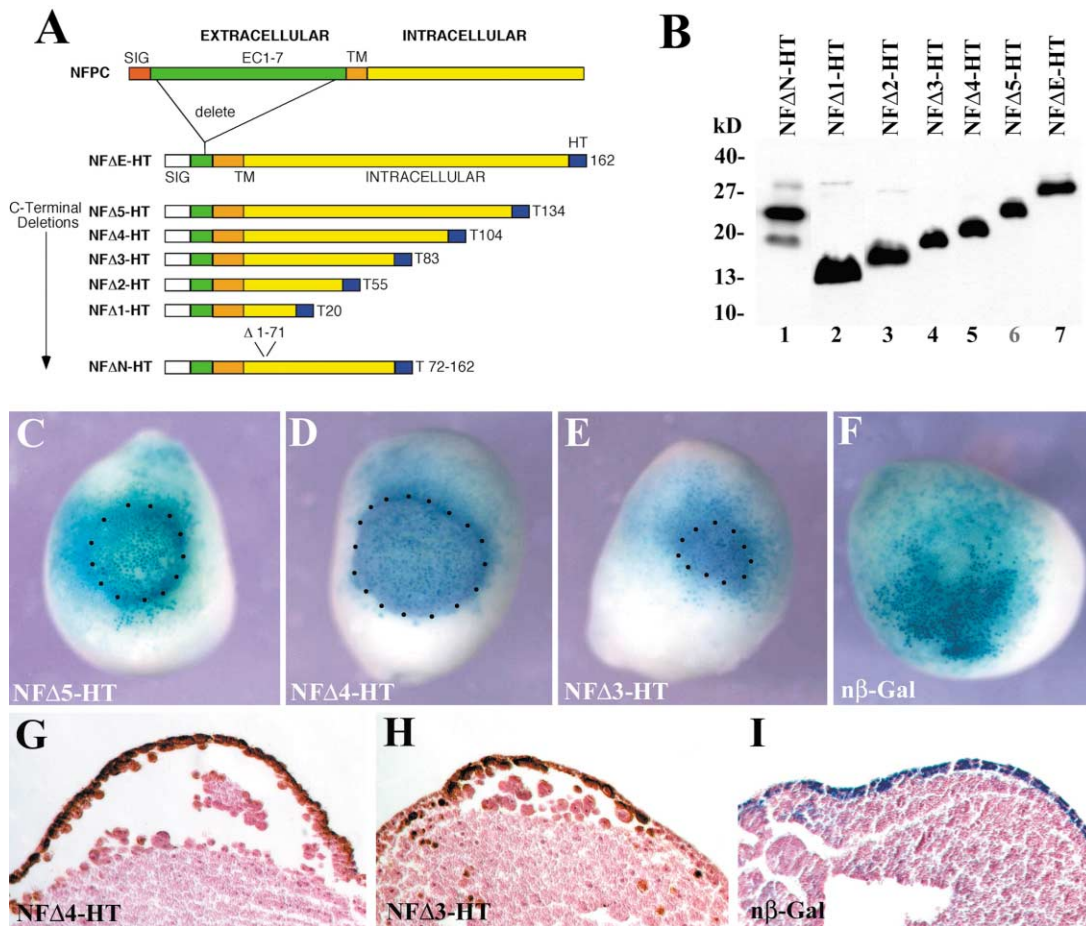 A
EXTRACELLULAR
INTRACELLULAR
SIG
EC1-7
TM
NFPC
delete
HT
NFΔE-HT
162
SIG
TM
INTRACELLULAR
C-Terminal
Deletions
NFΔ5-HT
T134
NFΔ4-HT
T104
NFΔ3-HT
T83
NFΔ2-HT
T55
NFΔ1-HT
T20
Δ 1-71
NFΔN-HT
T 72-162
B
NFΔN-HT
NFΔ1-HT
NFΔ2-HT
NFΔ3-HT
NFΔ4-HT
NFΔ5-HT
NFΔE-HT
kD
40-
27-
20-
13-
10-
1 2 3 4 5 6 7
C
NFΔ5-HT
D
NFΔ4-HT
E
NFΔ3-HT
F
nβ-Gal
G
NFΔ4-HT
H
NFΔ3-HT
I
nβ-Gal